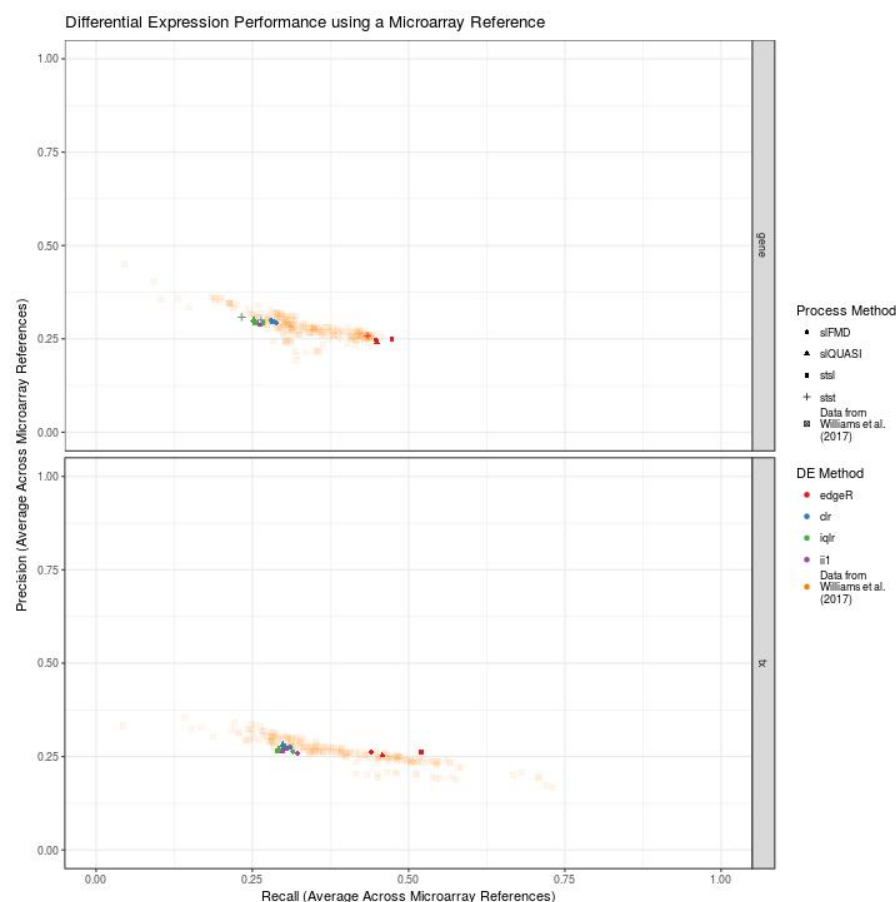 Differential Expression Performance using a Microarray Reference
Precision (Average Across Microarray References)
1.00
0.75
0.50
0.25
0.00
gene
1.00
0.75
0.50
0.25
0.00
tx
0.00
0.25
0.50
0.75
1.00
Recall (Average Across Microarray References)
Process Method
slFMD
slQUASI
stsl
stst
Data from
Williams et al.
(2017)
DE Method
edgeR
clr
iqlr
ii1
Data from
Williams et al.
(2017)